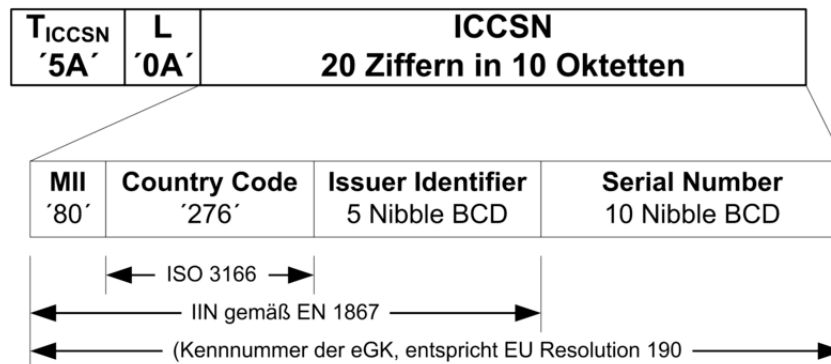 T_ICCSN L ICCSN
´5A´ ´0A´ 20 Ziffern in 10 Oktetten
MII Country Code Issuer Identifier Serial Number
´80´ ´276´ 5 Nibble BCD 10 Nibble BCD
ISO 3166
IIN gemäß EN 1867
(Kennnummer der eGK, entspricht EU Resolution 190